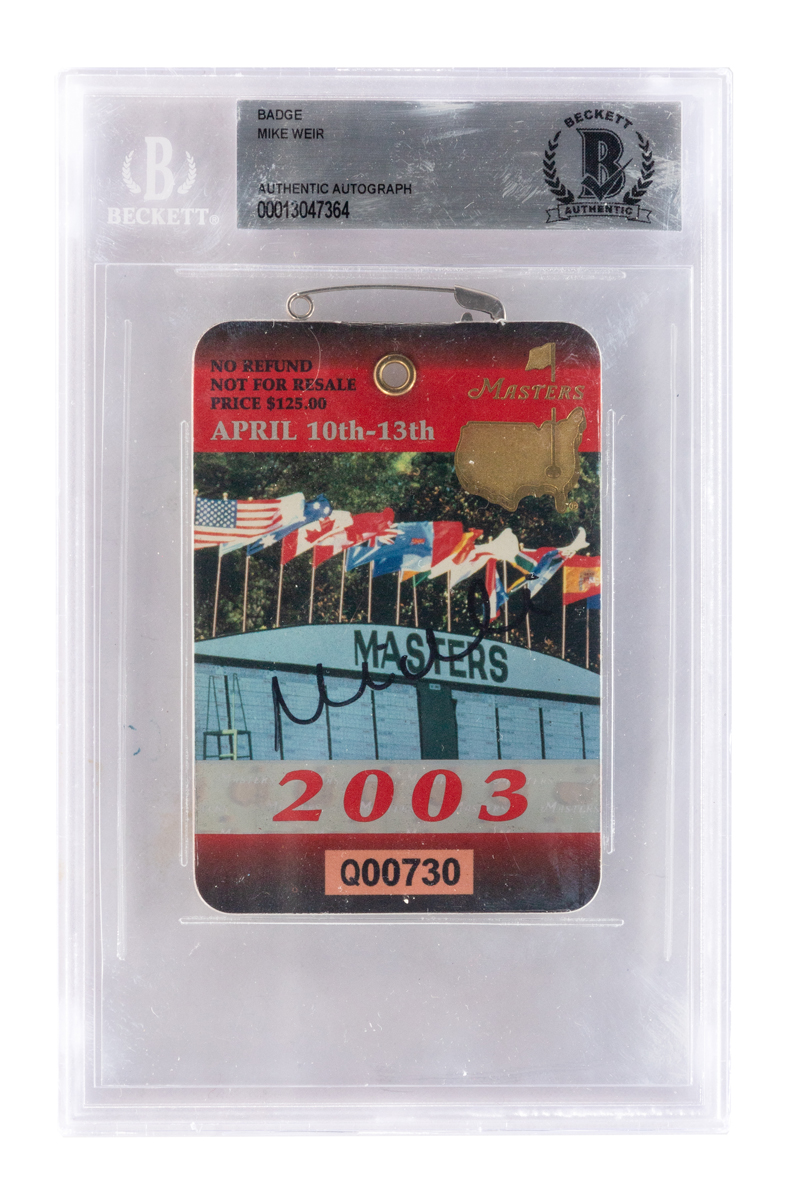 BADGE
MIKE WEIR
AUTHENTIC AUTOGRAPH
00013047364
B
BECKETT®
BECKETT
B
AUTHENTIC
NO REFUND
NOT FOR RESALE
PRICE $125.00
APRIL 10th-13th
MASTERS
MASTERS
2003
Q00730